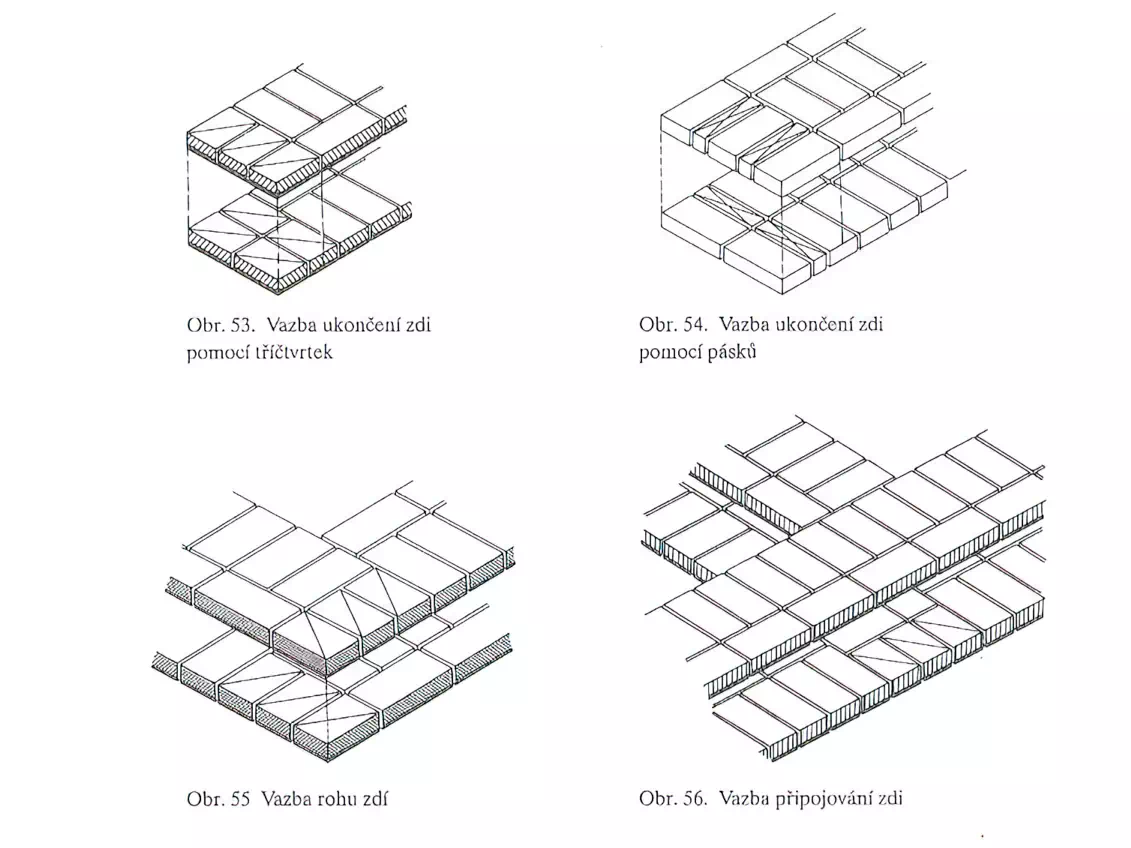 Obr. 53. Vazba ukončení zdi
pomocí tříčtvrtek
Obr. 54. Vazba ukončení zdi
pomocí pásků
Obr. 55 Vazba rohu zdí
Obr. 56. Vazba připojování zdi